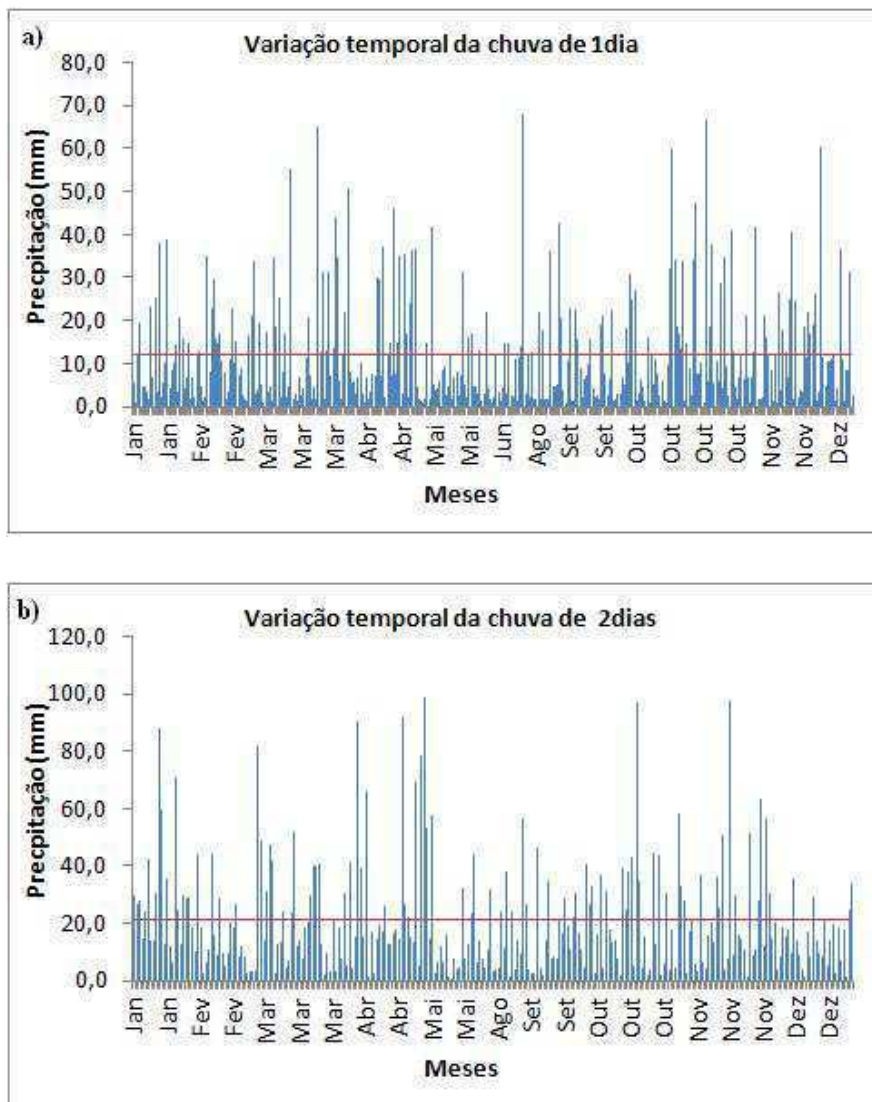 a)
Variação temporal da chuva de 1dia
80,0
70,0
60,0
50,0
40,0
30,0
20,0
10,0
0,0
Precpitação (mm)
Jan Jan Fev Fev Mar Mar Mar Abr Abr Mai Mai Jun Ago Set Set Out Out Out Out Nov Nov Dez
Meses
b)
Variação temporal da chuva de 2dias
120,0
100,0
80,0
60,0
40,0
20,0
0,0
Precpitação (mm)
Jan Jan Fev Fev Mar Mar Mar Abr Abr Mai Mai Ago Set Set Out Out Out Nov Nov Nov Dez Dez
Meses